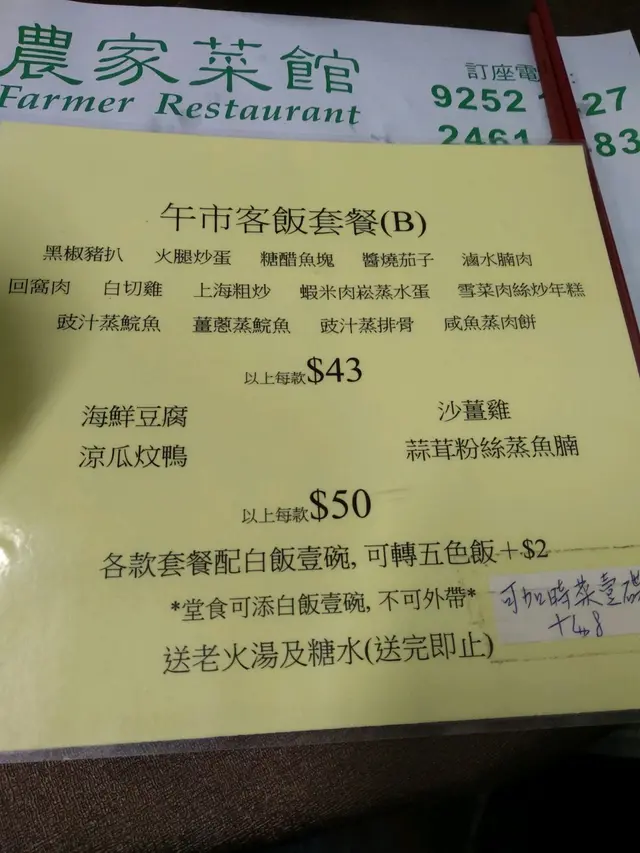 農家菜館
Farmer Restaurant
訂座電
9252 27
2461 83
午市客飯套餐(B)
黑椒豬扒 火腿炒蛋 糖醋魚塊 醬燒茄子 滷水腩肉
回窩肉 白切雞 上海粗炒 蝦米肉崧蒸水蛋 雪菜肉絲炒年糕
豉汁蒸鯇魚 薑蔥蒸鯇魚 豉汁蒸排骨 咸魚蒸肉餅
以上每款$43
海鮮豆腐 沙薑雞
涼瓜炆鴨 蒜茸粉絲蒸魚腩
以上每款$50
各款套餐配白飯壹碗, 可轉五色飯+$2
*堂食可添白飯壹碗, 不可外帶*
可加時菜壹碟
送老火湯及糖水(送完即止)